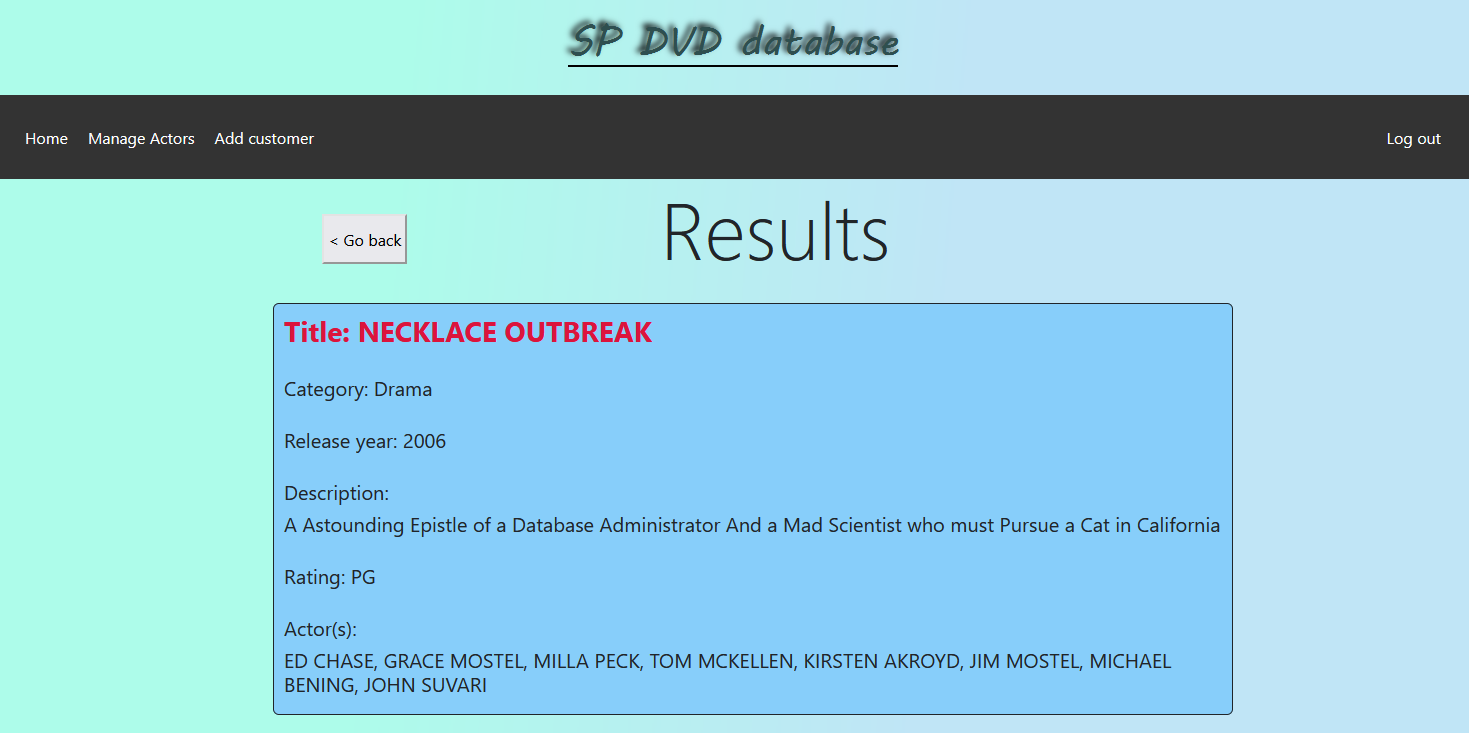 SP DVD database
Home Manage Actors Add customer Log out
< Go back
Results
Title: NECKLACE OUTBREAK
Category: Drama
Release year: 2006
Description:
A Astounding Epistle of a Database Administrator And a Mad Scientist who must Pursue a Cat in California
Rating: PG
Actor(s):
ED CHASE, GRACE MOSTEL, MILLA PECK, TOM MCKELLEN, KIRSTEN AKROYD, JIM MOSTEL, MICHAEL
BENING, JOHN SUVARI